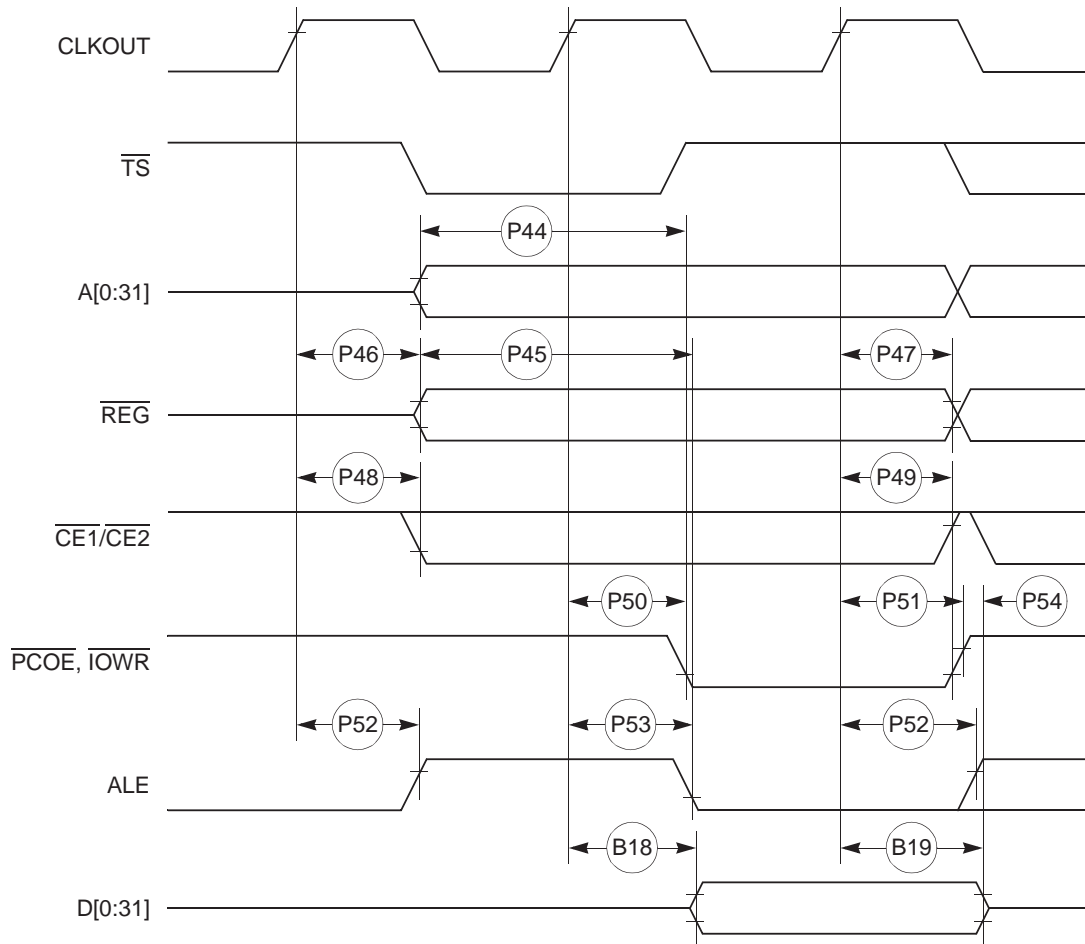 CLKOUT
TS
P44
A[0:31]
P46 P45 P47
REG
P48 P49
CE1/CE2
P50 P51 P54
PCOE, IOWR
P52 P53 P52
ALE
B18 B19
D[0:31]